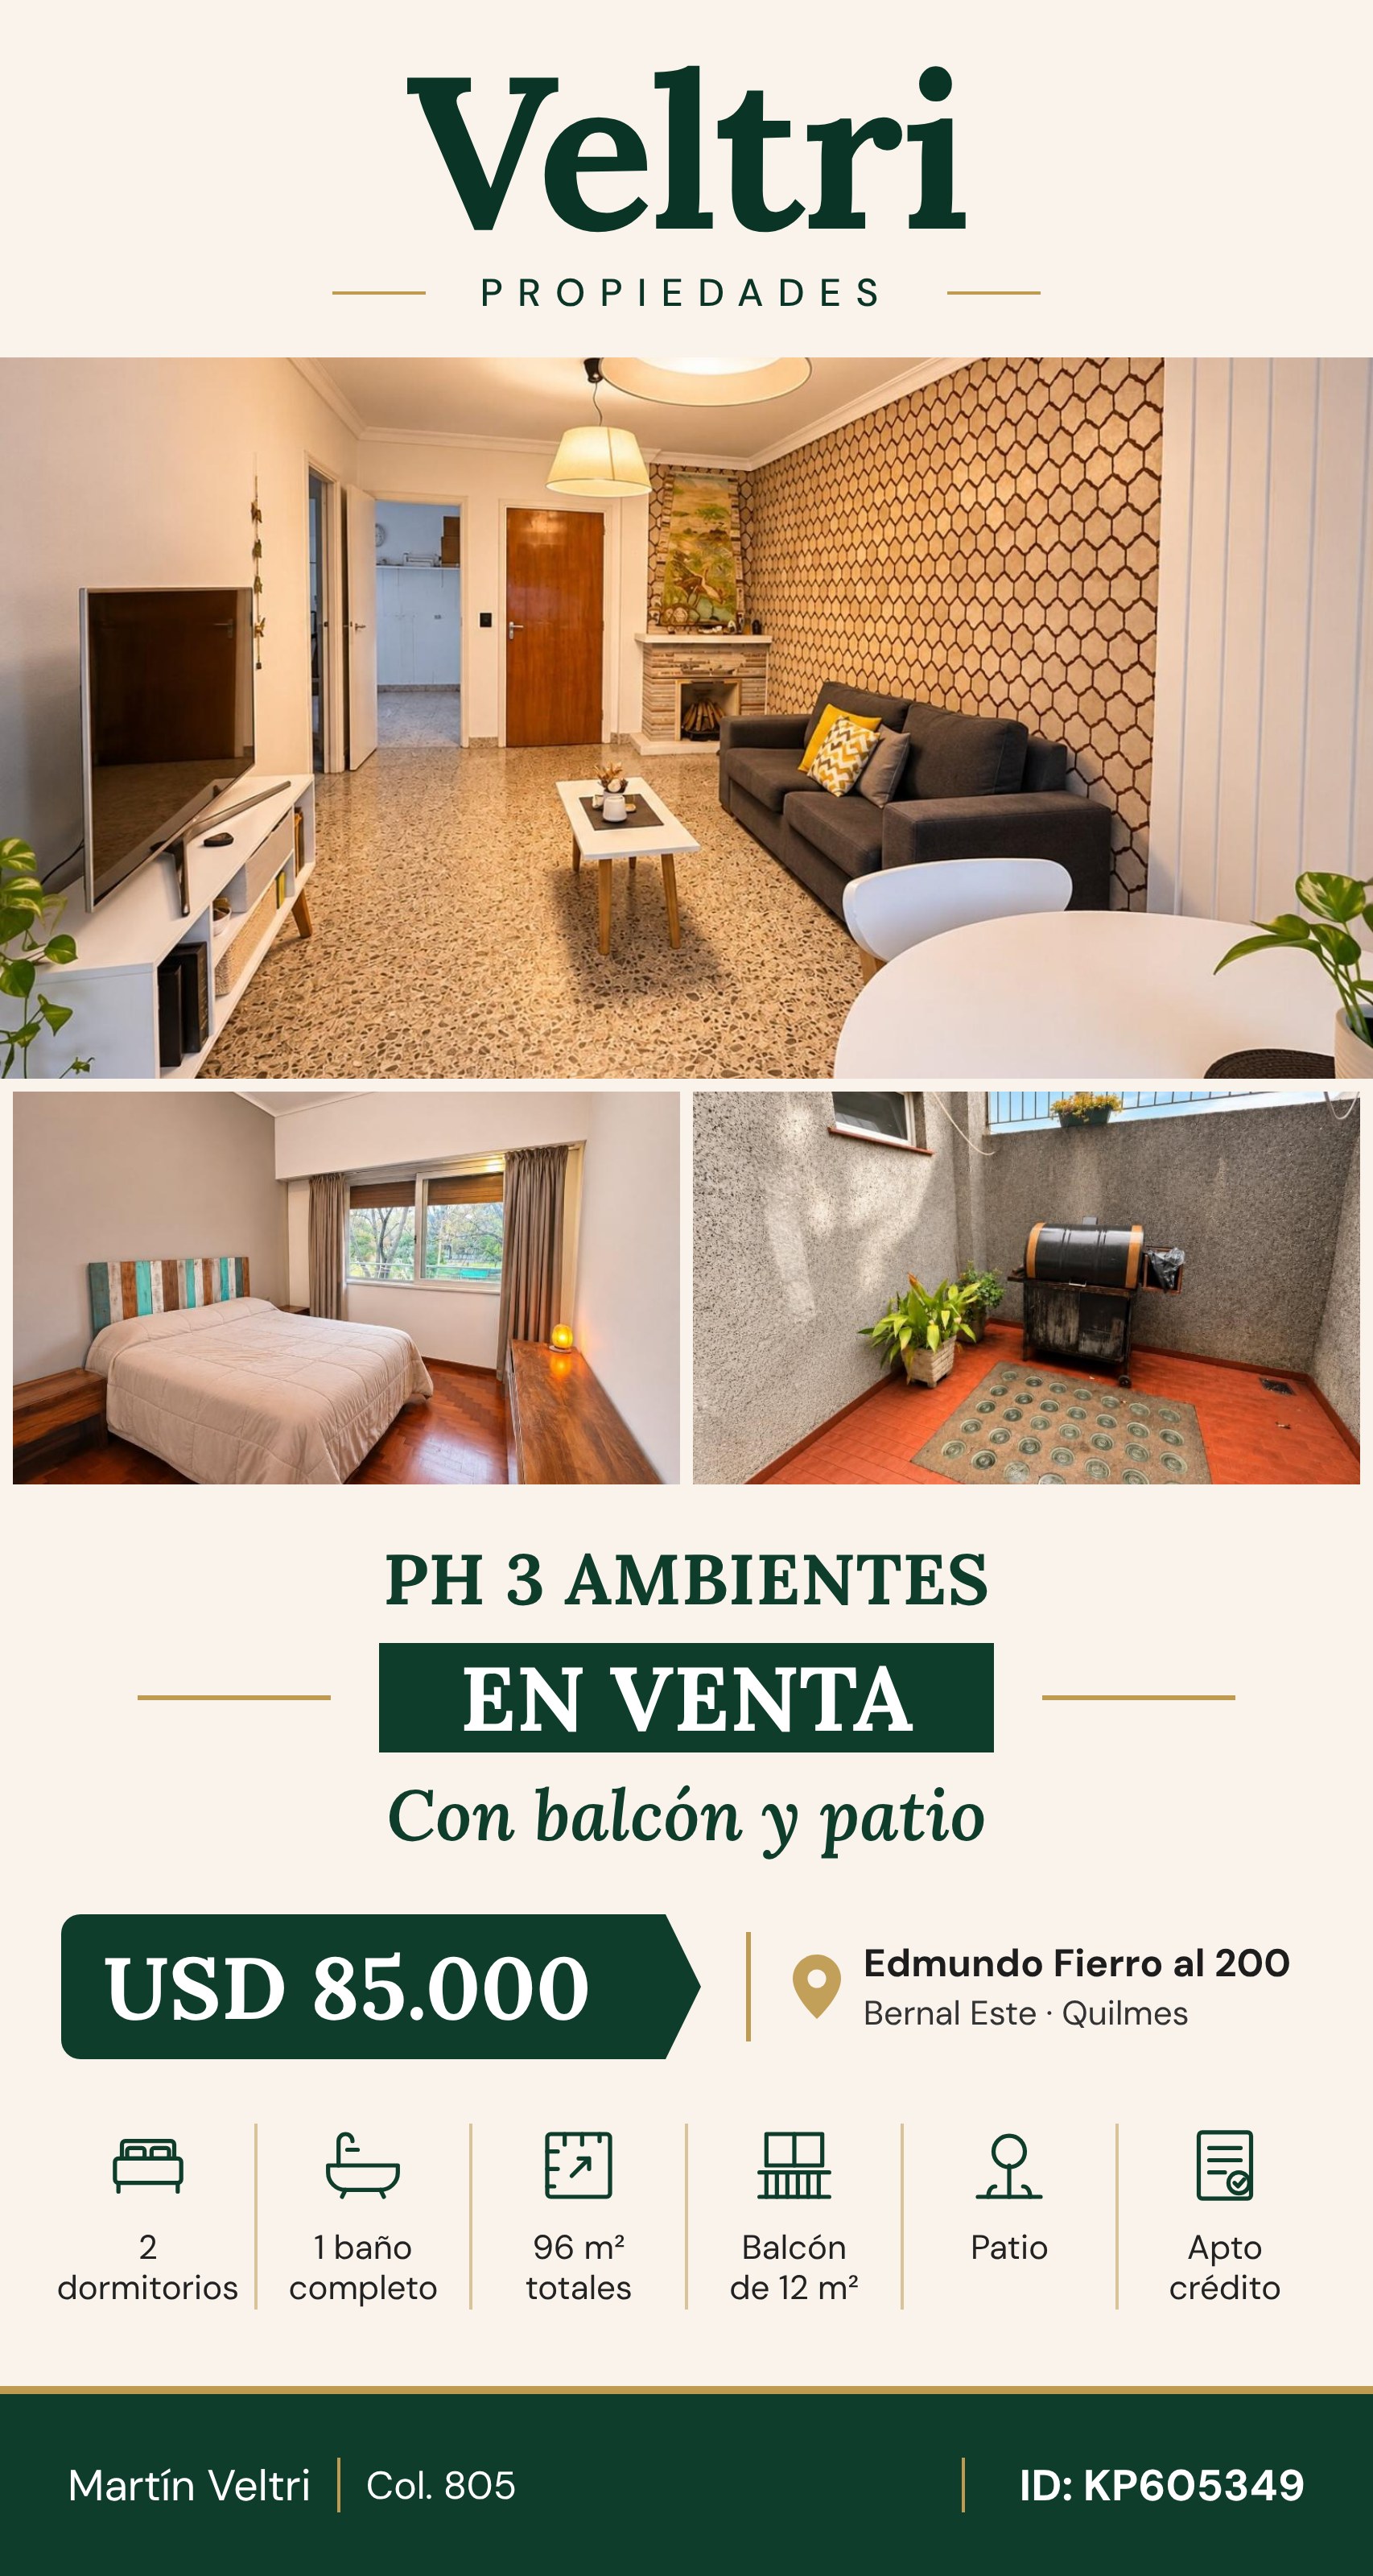 Veltri
PROPIEDADES
PH 3 AMBIENTES
EN VENTA
Con balcón y patio
USD 85.000
Edmundo Fierro al 200
Bernal Este · Quilmes
2
dormitorios
1 baño
completo
96 m²
totales
Balcón
de 12 m²
Patio
Apto
crédito
Martín Veltri
Col. 805
ID: KP605349